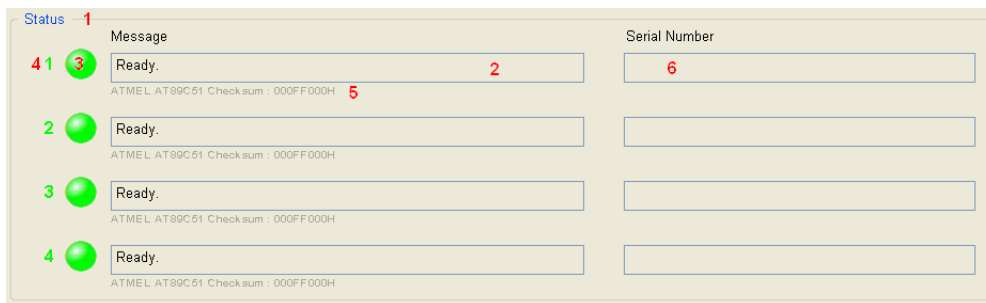 Status 1
Message Serial Number
4 1 3 Ready. 2 6
ATMEL AT89C51 Checksum : 000FF000H 5
2 Ready.
ATMEL AT89C51 Checksum : 000FF000H
3 Ready.
ATMEL AT89C51 Checksum : 000FF000H
4 Ready.
ATMEL AT89C51 Checksum : 000FF000H